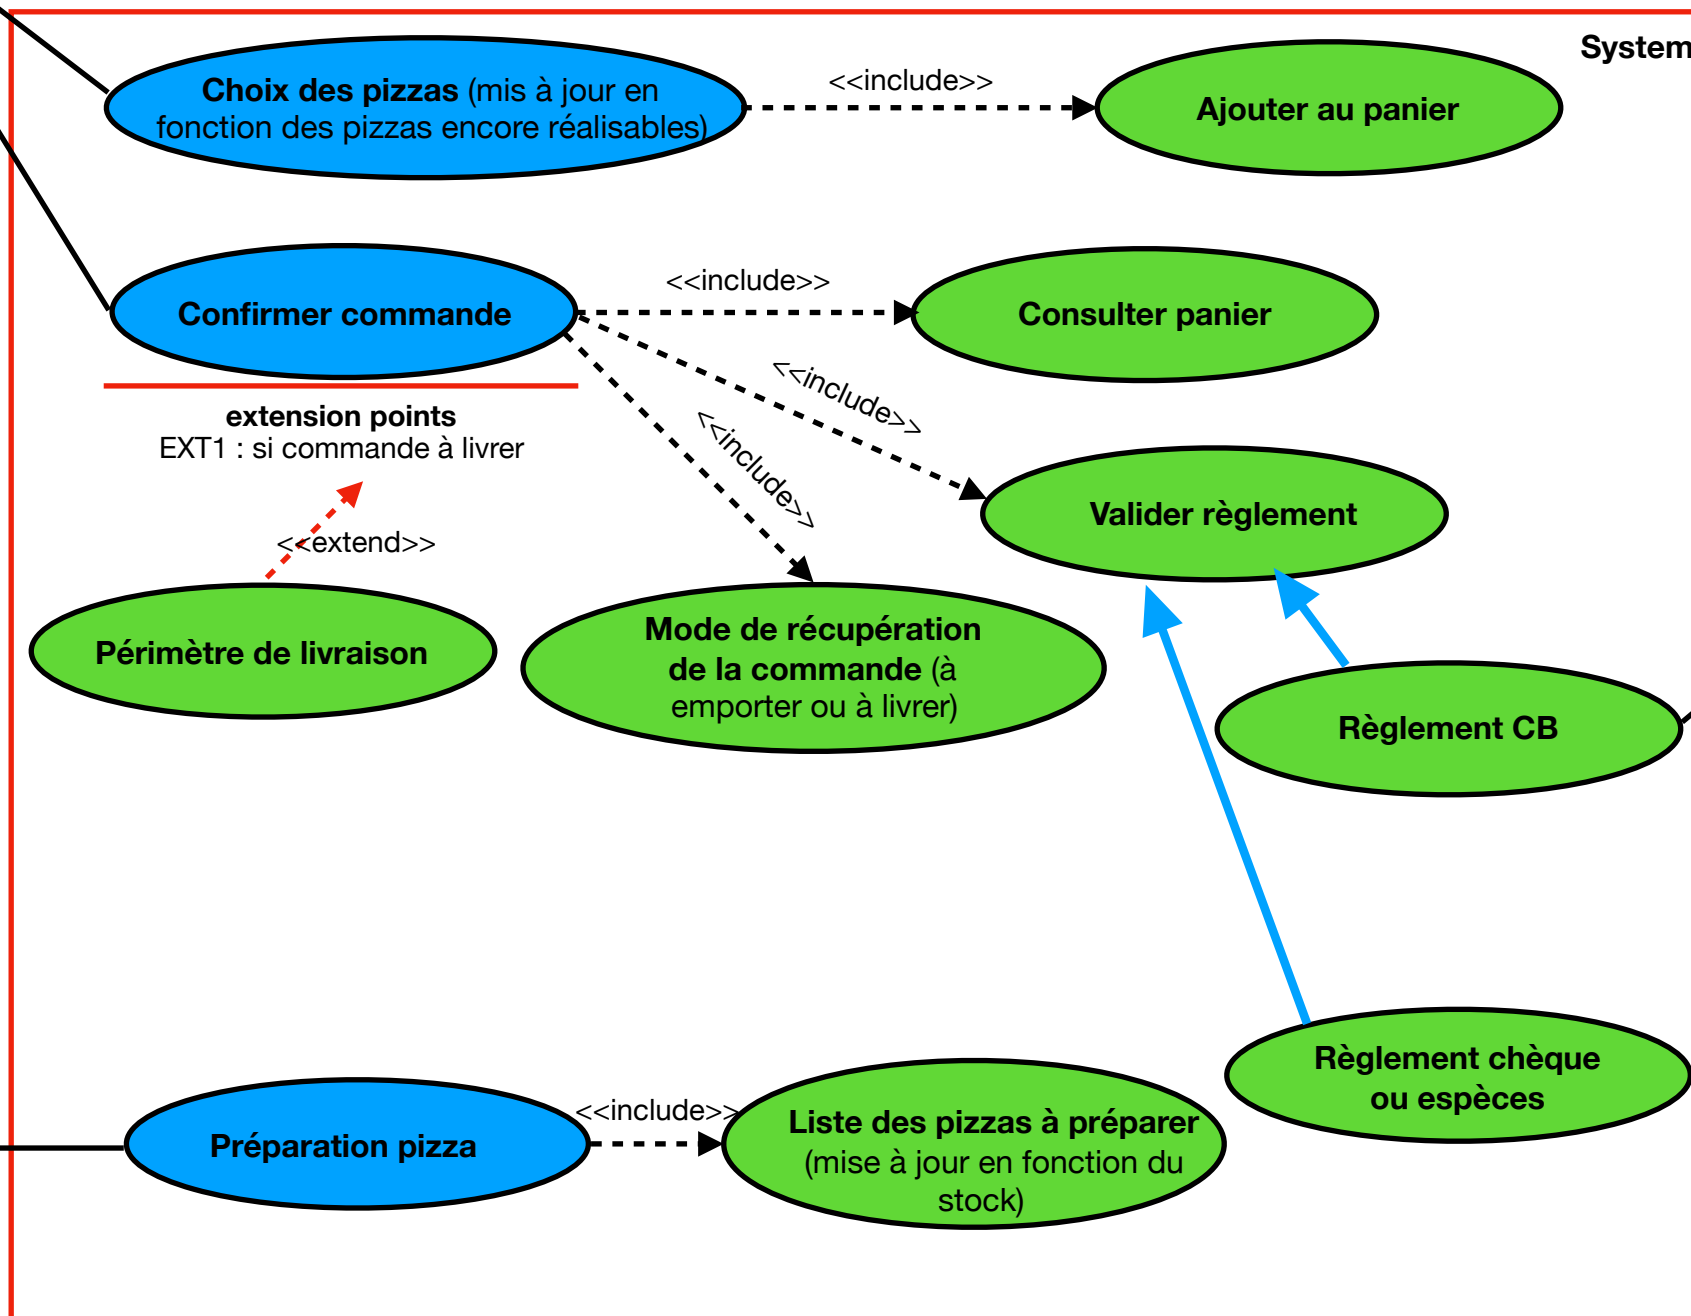 System
Choix des pizzas (mis à jour en
fonction des pizzas encore réalisables)
<<include>>
Ajouter au panier
Confirmer commande
<<include>>
Consulter panier
extension points
EXT1 : si commande à livrer
<<include>>
<<include>>
Valider règlement
<<extend>>
Périmètre de livraison
Mode de récupération
de la commande (à
emporter ou à livrer)
Règlement CB
Règlement chèque
ou espèces
Préparation pizza
<<include>>
Liste des pizzas à préparer
(mise à jour en fonction du
stock)